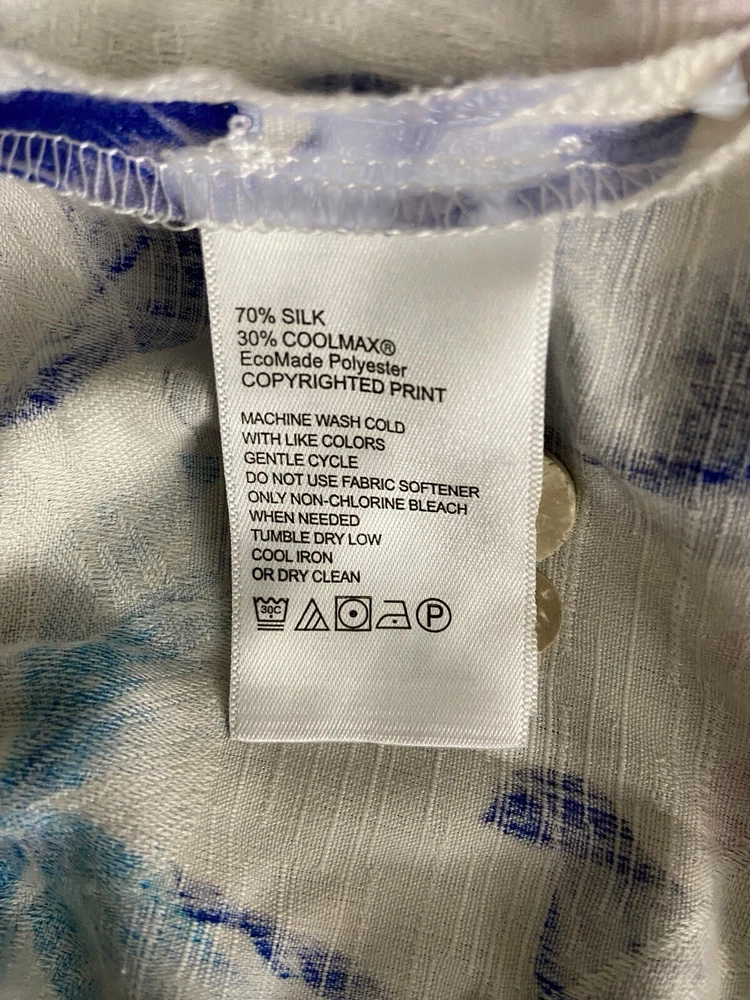 70% SILK
30% COOLMAX®
EcoMade Polyester
COPYRIGHTED PRINT
MACHINE WASH COLD
WITH LIKE COLORS
GENTLE CYCLE
DO NOT USE FABRIC SOFTENER
ONLY NON-CHLORINE BLEACH
WHEN NEEDED
TUMBLE DRY LOW
COOL IRON
OR DRY CLEAN
30C P